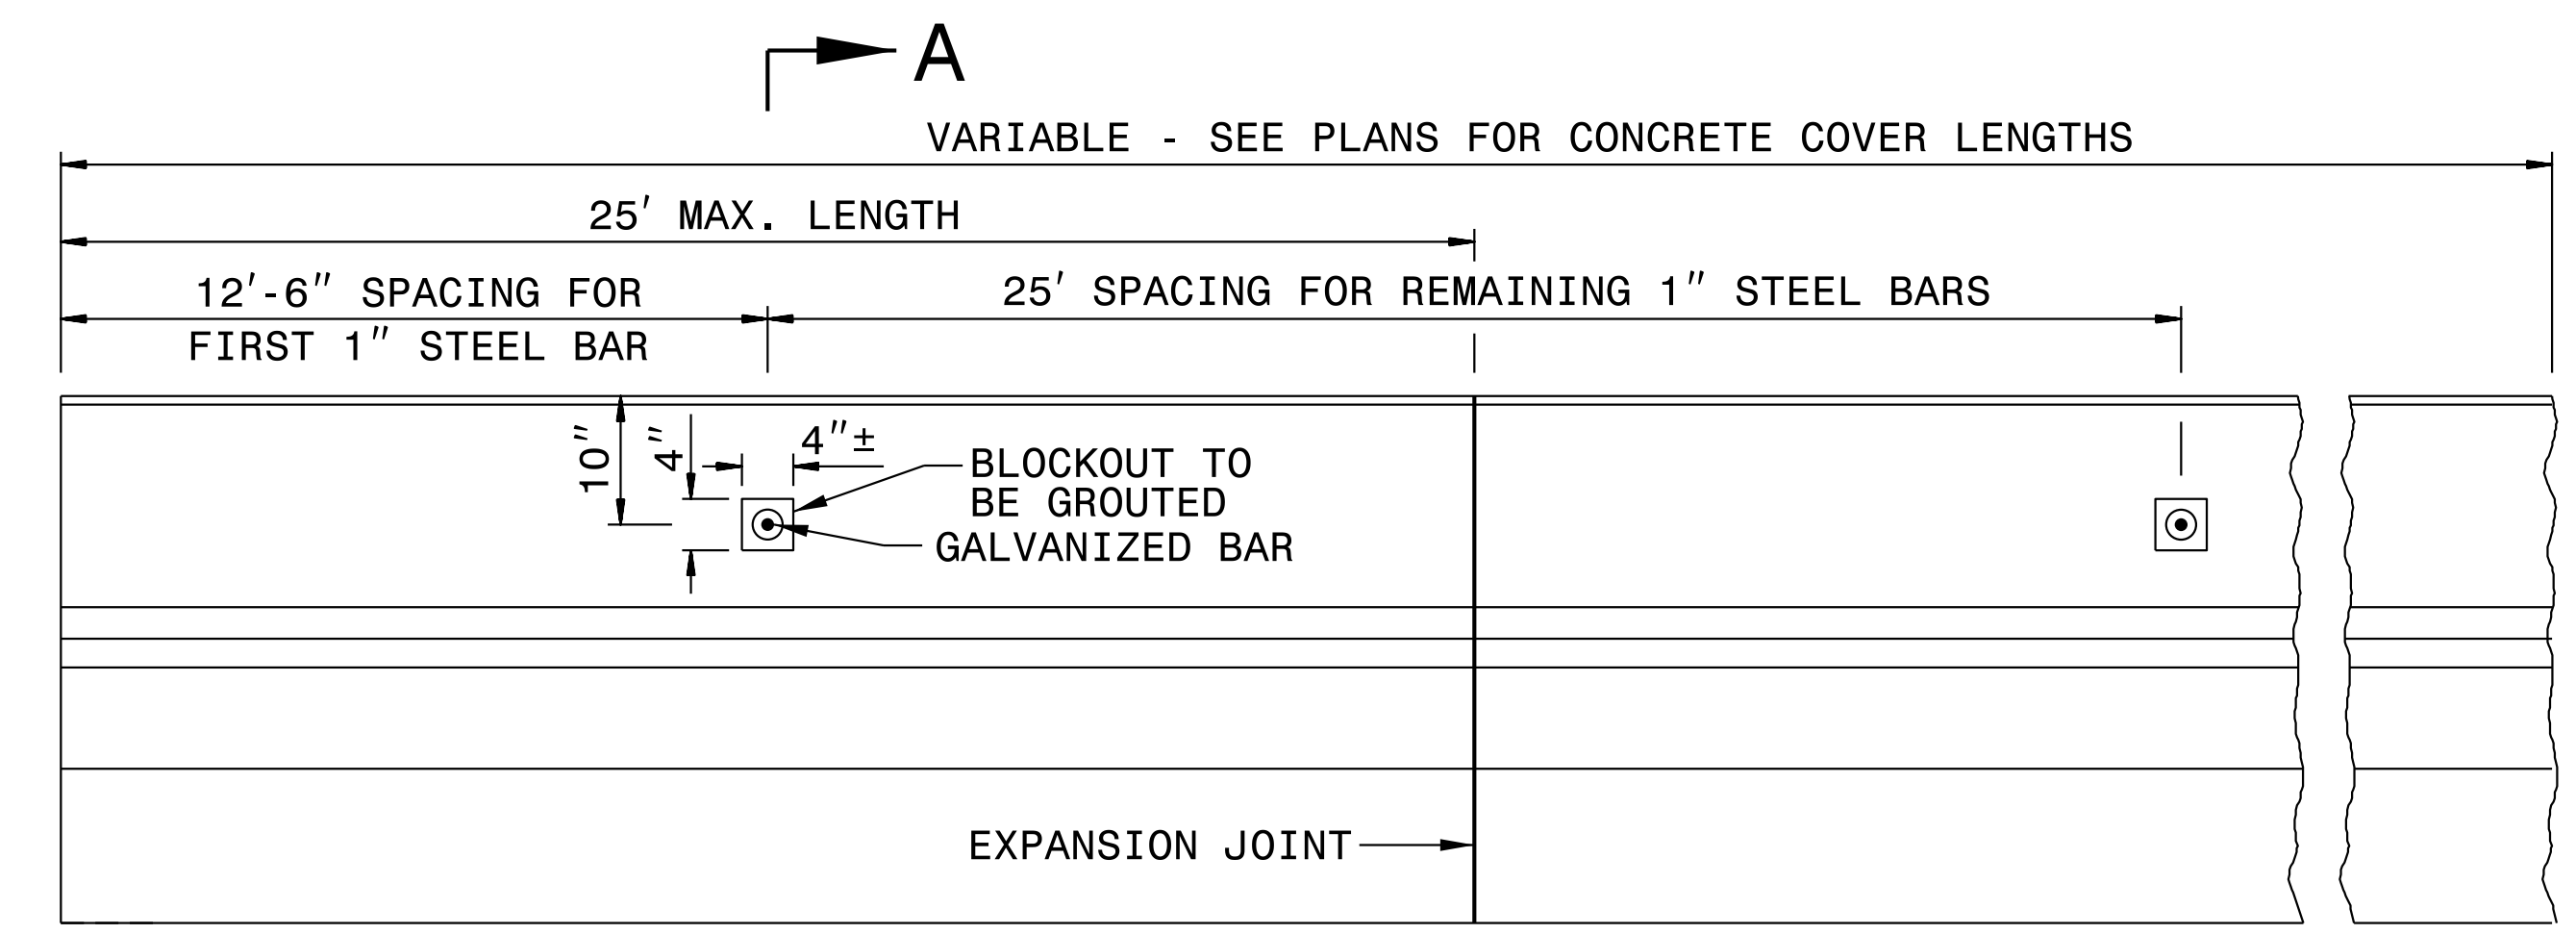 A
VARIABLE - SEE PLANS FOR CONCRETE COVER LENGTHS
25' MAX. LENGTH
12'-6" SPACING FOR
FIRST 1" STEEL BAR
25' SPACING FOR REMAINING 1" STEEL BARS
10"
4"
4"±
BLOCKOUT TO
BE GROUTED
GALVANIZED BAR
EXPANSION JOINT